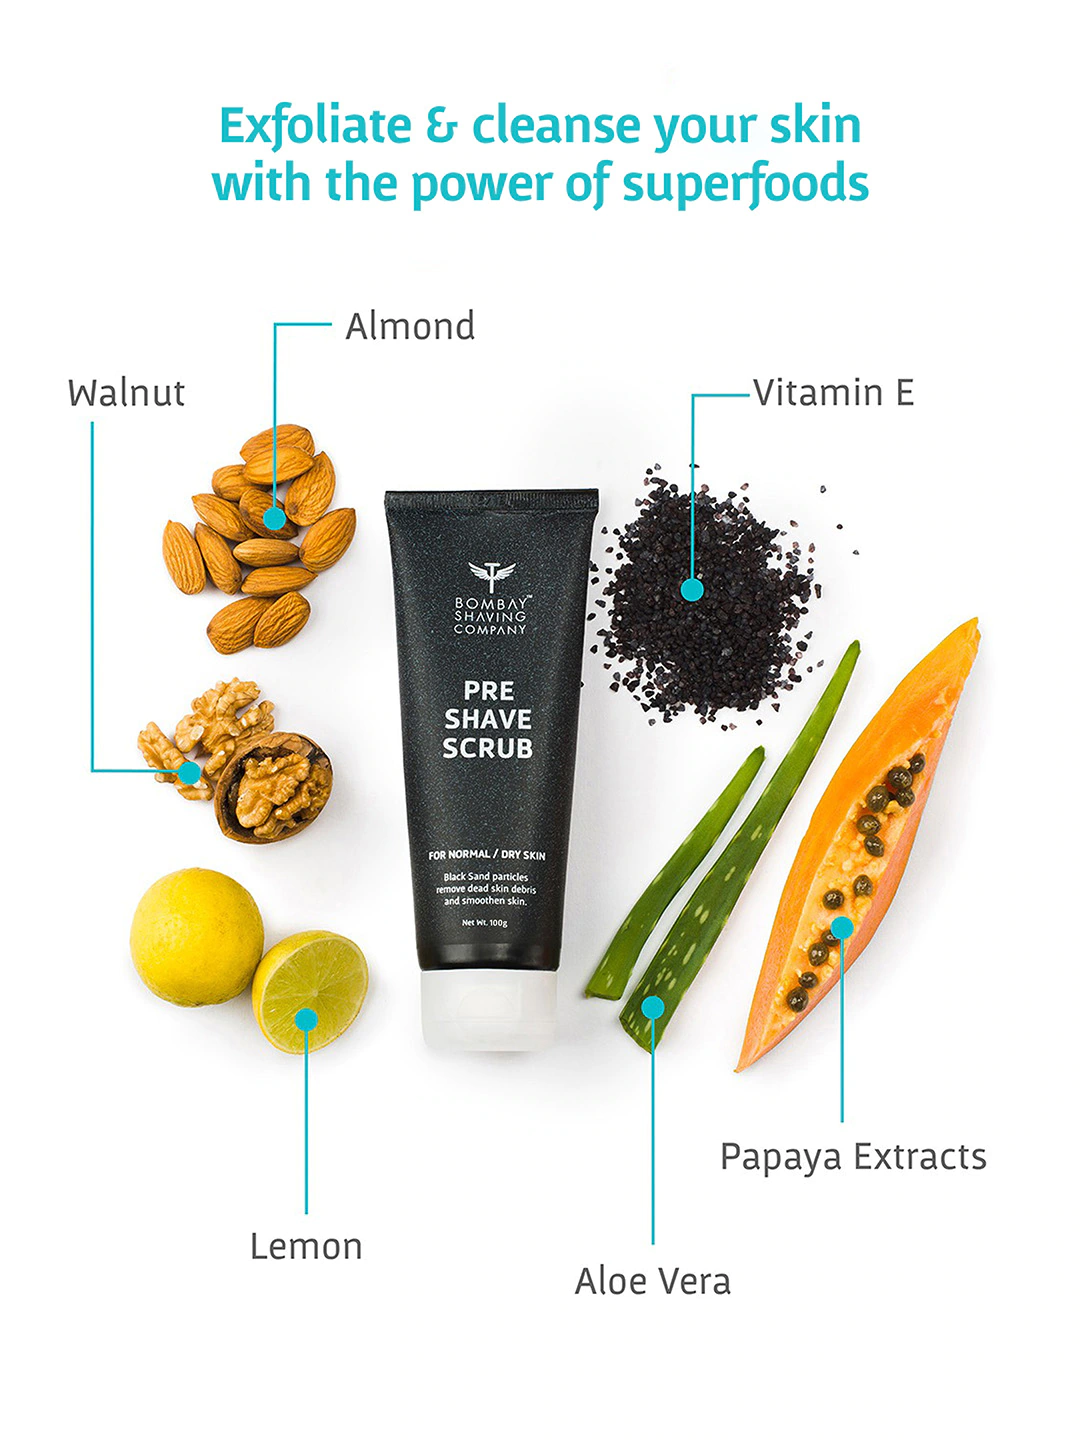 Exfoliate & cleanse your skin
with the power of superfoods
Almond
Walnut
Vitamin E
BOMBAY™
SHAVING
COMPANY
PRE
SHAVE
SCRUB
FOR NORMAL / DRY SKIN
Black Sand particles
remove dead skin debris
and smoothen skin.
Net Wt. 100g
Papaya Extracts
Lemon
Aloe Vera